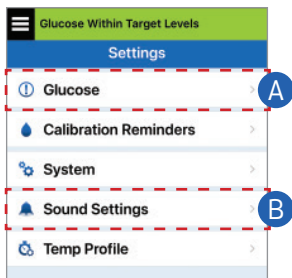 Glucose Within Target Levels
Settings
Glucose
A
Calibration Reminders
System
Sound Settings
B
Temp Profile